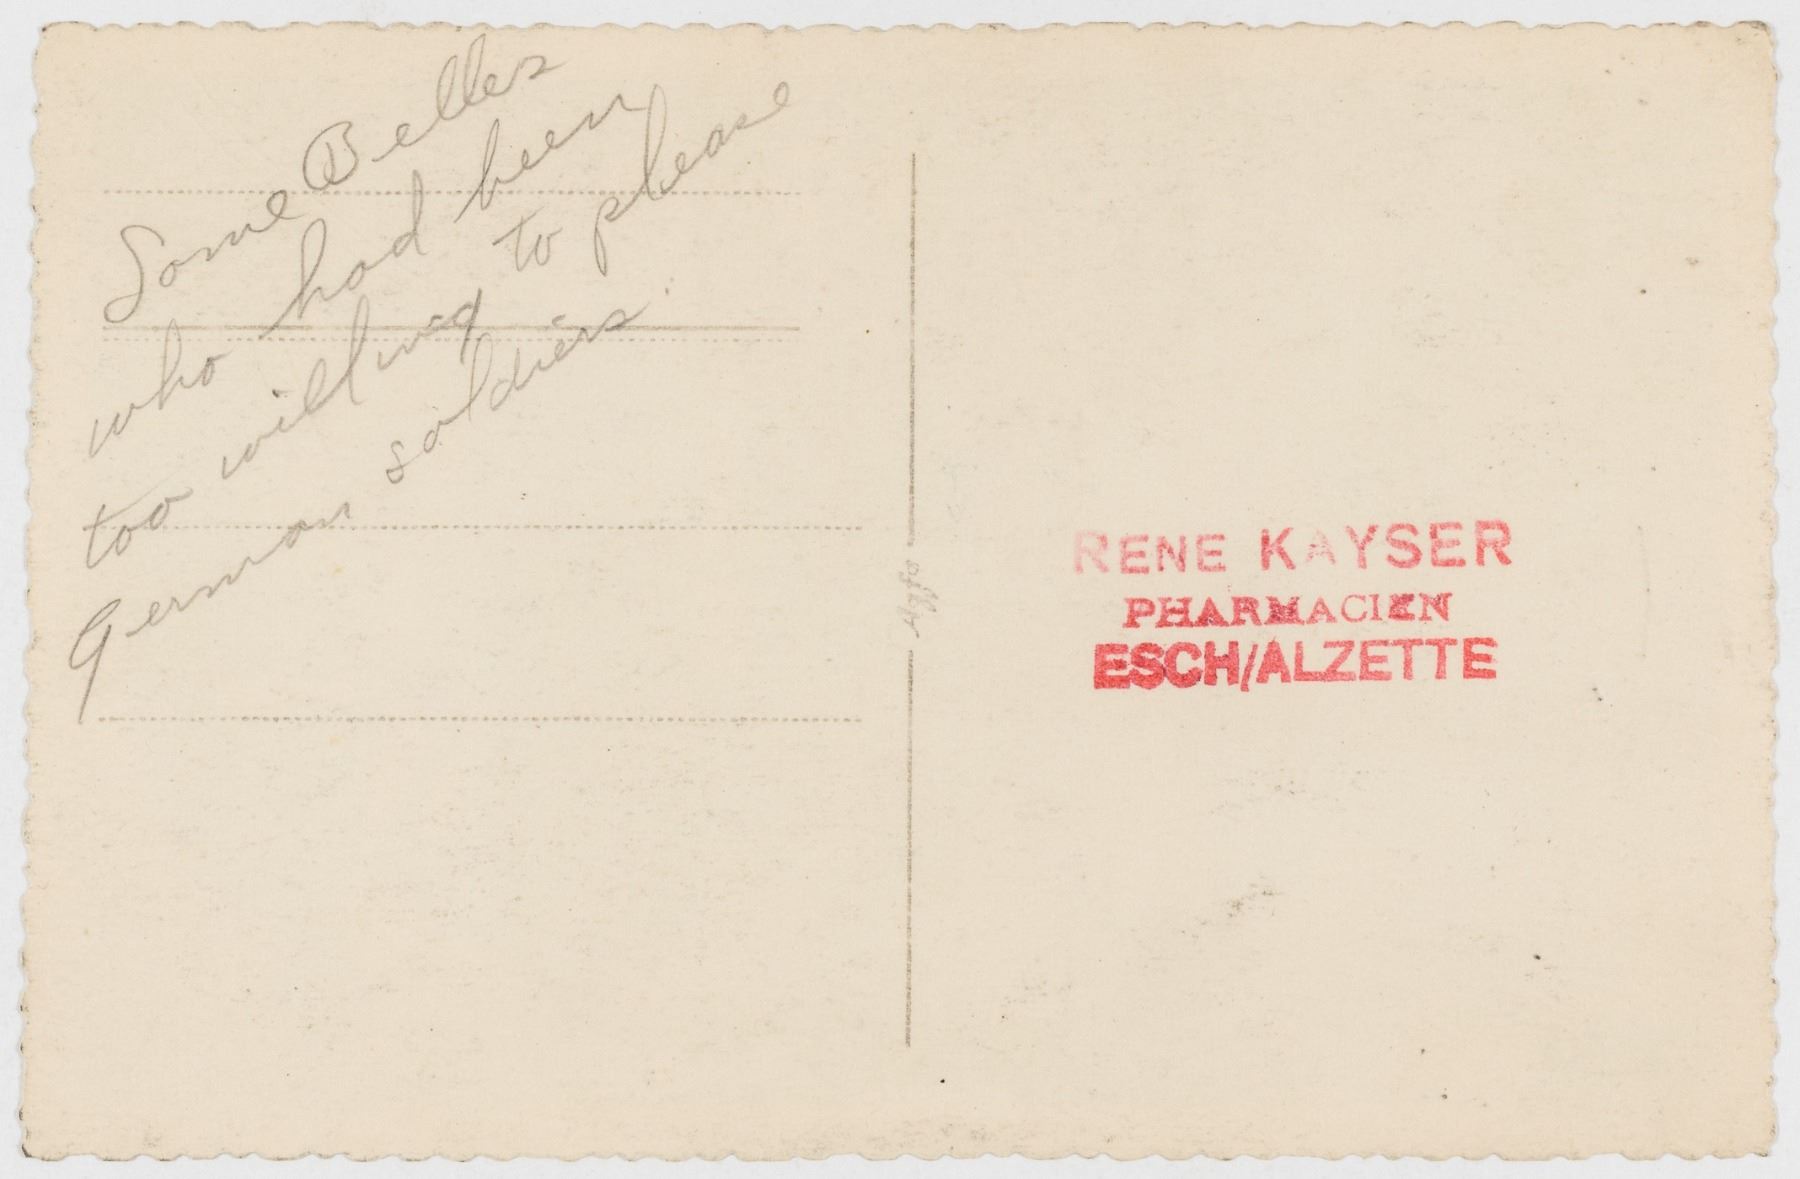 Some Belles
who had been
too willing to please
German soldiers.
RENE KAYSER
PHARMACIEN
ESCH/ALZETTE